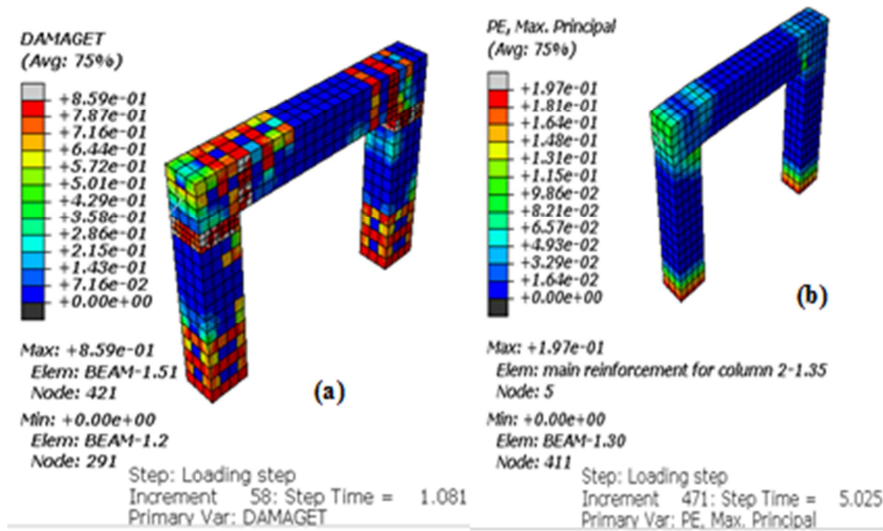 DAMAGET
(Avg: 75%)
+8.59e-01
+7.87e-01
+7.16e-01
+6.44e-01
+5.72e-01
+5.01e-01
+4.29e-01
+3.58e-01
+2.86e-01
+2.15e-01
+1.43e-01
+7.16e-02
+0.00e+00
Max: +8.59e-01
Elem: BEAM-1.51
Node: 421
Min: +0.00e+00
Elem: BEAM-1.2
Node: 291
(a)
Step: Loading step
Increment 58: Step Time = 1.081
Primary Var: DAMAGET
PE, Max. Principal
(Avg: 75%)
+1.97e-01
+1.81e-01
+1.64e-01
+1.48e-01
+1.31e-01
+1.15e-01
+9.86e-02
+8.21e-02
+6.57e-02
+4.93e-02
+3.29e-02
+1.64e-02
+0.00e+00
(b)
Max: +1.97e-01
Elem: main reinforcement for column 2-1.35
Node: 5
Min: +0.00e+00
Elem: BEAM-1.30
Node: 411
Step: Loading step
Increment 471: Step Time = 5.025
Primary Var: PE, Max. Principal